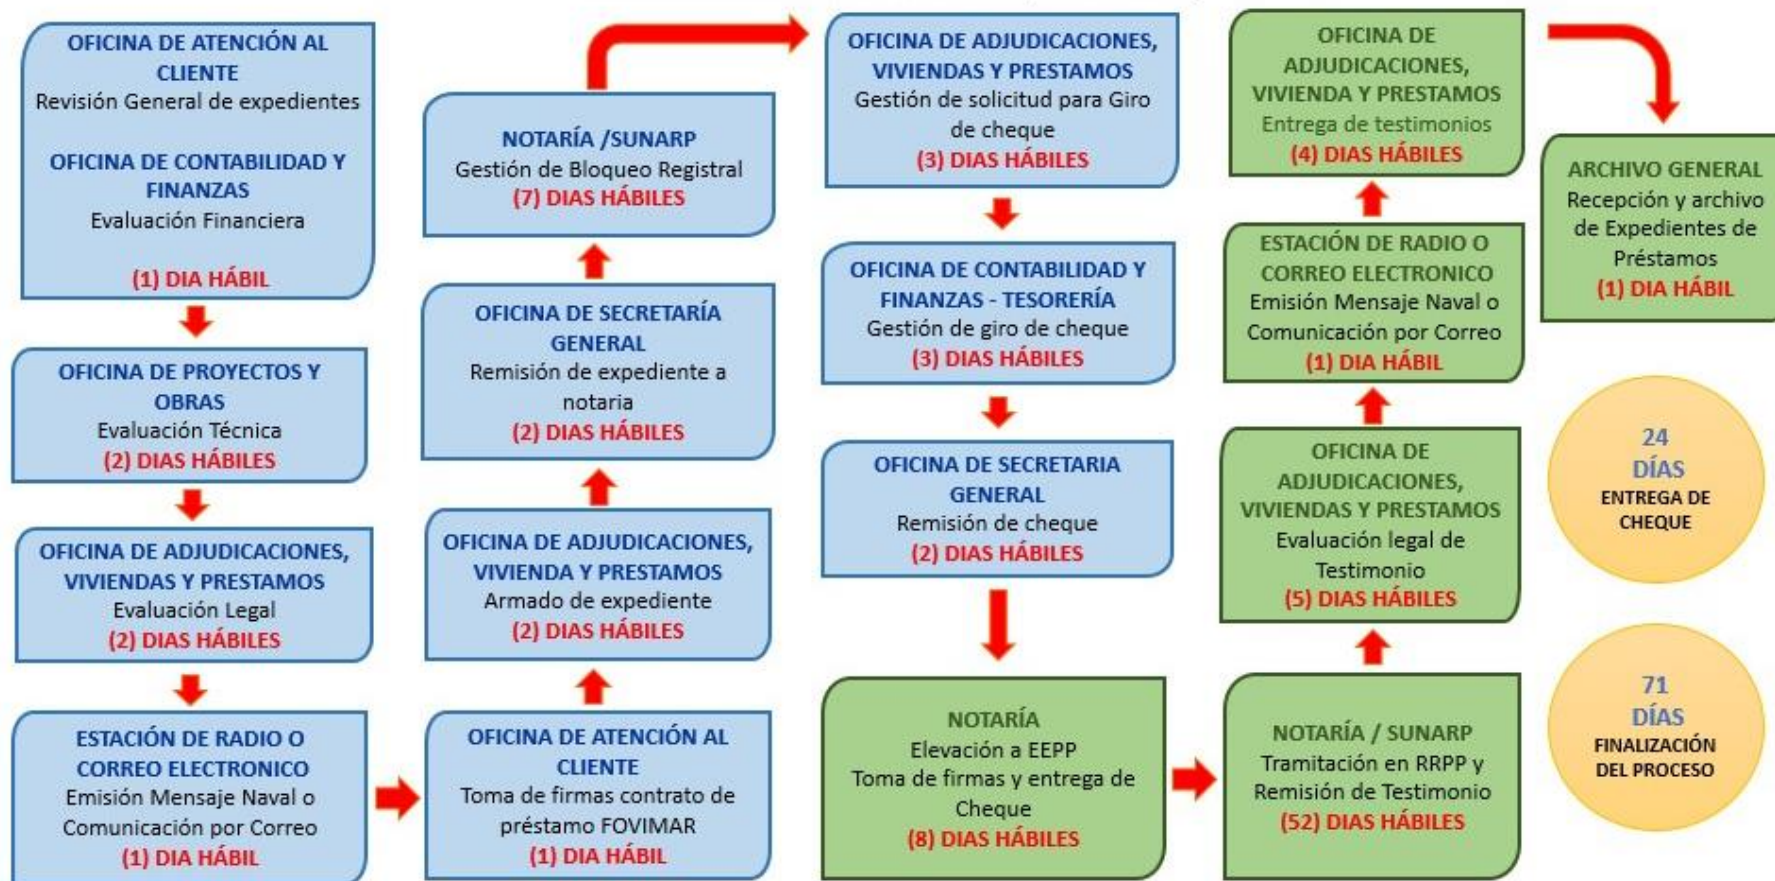 OFICINA DE ATENCIÓN AL
CLIENTE
Revisión General de expedientes
OFICINA DE CONTABILIDAD Y
FINANZAS
Evaluación Financiera
(1) DIA HÁBIL
OFICINA DE PROYECTOS Y
OBRAS
Evaluación Técnica
(2) DIAS HÁBILES
OFICINA DE ADJUDICACIONES,
VIVIENDAS Y PRESTAMOS
Evaluación Legal
(2) DIAS HÁBILES
ESTACIÓN DE RADIO O
CORREO ELECTRONICO
Emisión Mensaje Naval o
Comunicación por Correo
(1) DIA HÁBIL
OFICINA DE ATENCIÓN AL
CLIENTE
Toma de firmas contrato de
préstamo FOVIMAR
(1) DIA HÁBIL
OFICINA DE ADJUDICACIONES,
VIVIENDA Y PRESTAMOS
Armado de expediente
(2) DIAS HÁBILES
OFICINA DE SECRETARÍA
GENERAL
Remisión de expediente a
notaria
(2) DIAS HÁBILES
NOTARÍA /SUNARP
Gestión de Bloqueo Registral
(7) DIAS HÁBILES
OFICINA DE ADJUDICACIONES,
VIVIENDAS Y PRESTAMOS
Gestión de solicitud para Giro
de cheque
(3) DIAS HÁBILES
OFICINA DE CONTABILIDAD Y
FINANZAS - TESORERÍA
Gestión de giro de cheque
(3) DIAS HÁBILES
OFICINA DE SECRETARIA
GENERAL
Remisión de cheque
(2) DIAS HÁBILES
NOTARÍA
Elevación a EEPP
Toma de firmas y entrega de
Cheque
(8) DIAS HÁBILES
NOTARÍA / SUNARP
Tramitación en RRPP y
Remisión de Testimonio
(52) DIAS HÁBILES
OFICINA DE
ADJUDICACIONES,
VIVIENDAS Y PRESTAMOS
Evaluación legal de
Testimonio
(5) DIAS HÁBILES
ESTACIÓN DE RADIO O
CORREO ELECTRONICO
Emisión Mensaje Naval o
Comunicación por Correo
(1) DIA HÁBIL
OFICINA DE
ADJUDICACIONES,
VIVIENDA Y PRESTAMOS
Entrega de testimonios
(4) DIAS HÁBILES
ARCHIVO GENERAL
Recepción y archivo
de Expedientes de
Préstamos
(1) DIA HÁBIL
24
DÍAS
ENTREGA DE
CHEQUE
71
DÍAS
FINALIZACIÓN
DEL PROCESO